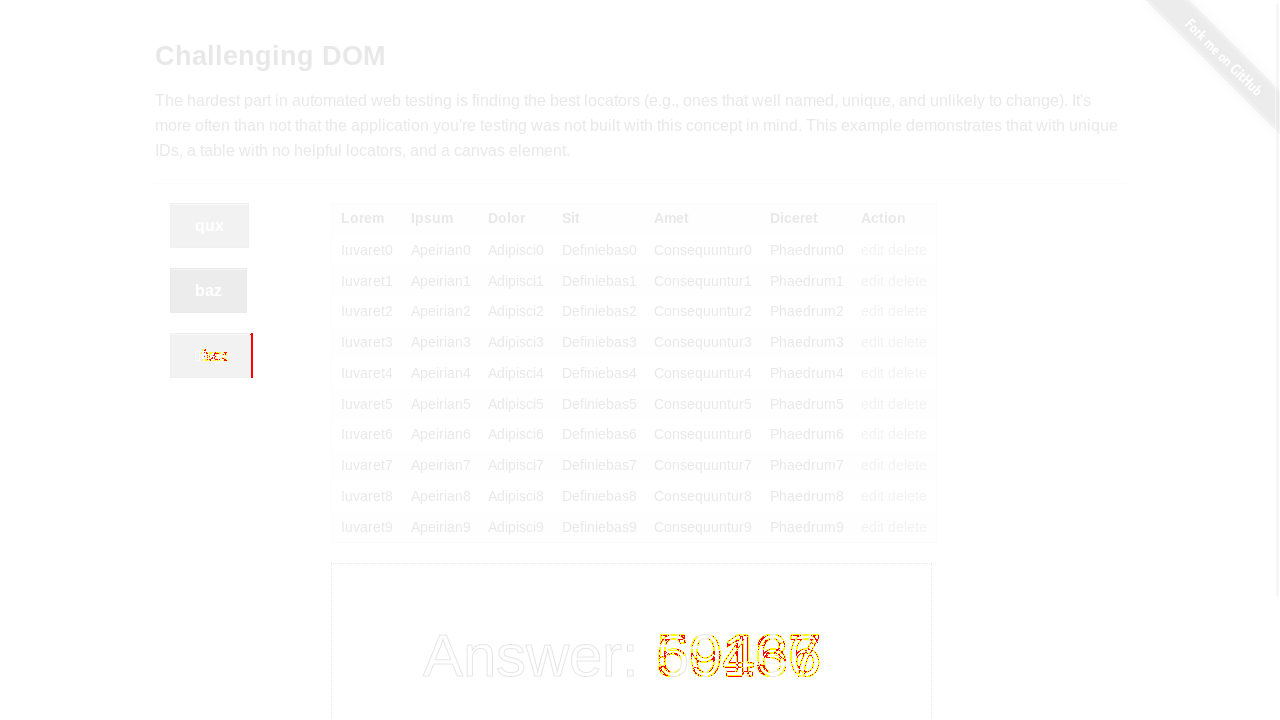 Fork me on GitHub
Challenging DOM
The hardest part in automated web testing is finding the best locators (e.g., ones that well named, unique, and unlikely to change). It's
more often than not that the application you're testing was not built with this concept in mind. This example demonstrates that with unique
IDs, a table with no helpful locators, and a canvas element.
qux
baz
Lorem Ipsum Dolor Sit Amet Diceret Action
Iuvaret0 Apeirian0 Adipisci0 Definiebas0 Consequuntur0 Phaedrum0 edit delete
Iuvaret1 Apeirian1 Adipisci1 Definiebas1 Consequuntur1 Phaedrum1 edit delete
Iuvaret2 Apeirian2 Adipisci2 Definiebas2 Consequuntur2 Phaedrum2 edit delete
Iuvaret3 Apeirian3 Adipisci3 Definiebas3 Consequuntur3 Phaedrum3 edit delete
Iuvaret4 Apeirian4 Adipisci4 Definiebas4 Consequuntur4 Phaedrum4 edit delete
Iuvaret5 Apeirian5 Adipisci5 Definiebas5 Consequuntur5 Phaedrum5 edit delete
Iuvaret6 Apeirian6 Adipisci6 Definiebas6 Consequuntur6 Phaedrum6 edit delete
Iuvaret7 Apeirian7 Adipisci7 Definiebas7 Consequuntur7 Phaedrum7 edit delete
Iuvaret8 Apeirian8 Adipisci8 Definiebas8 Consequuntur8 Phaedrum8 edit delete
Iuvaret9 Apeirian9 Adipisci9 Definiebas9 Consequuntur9 Phaedrum9 edit delete
Answer: